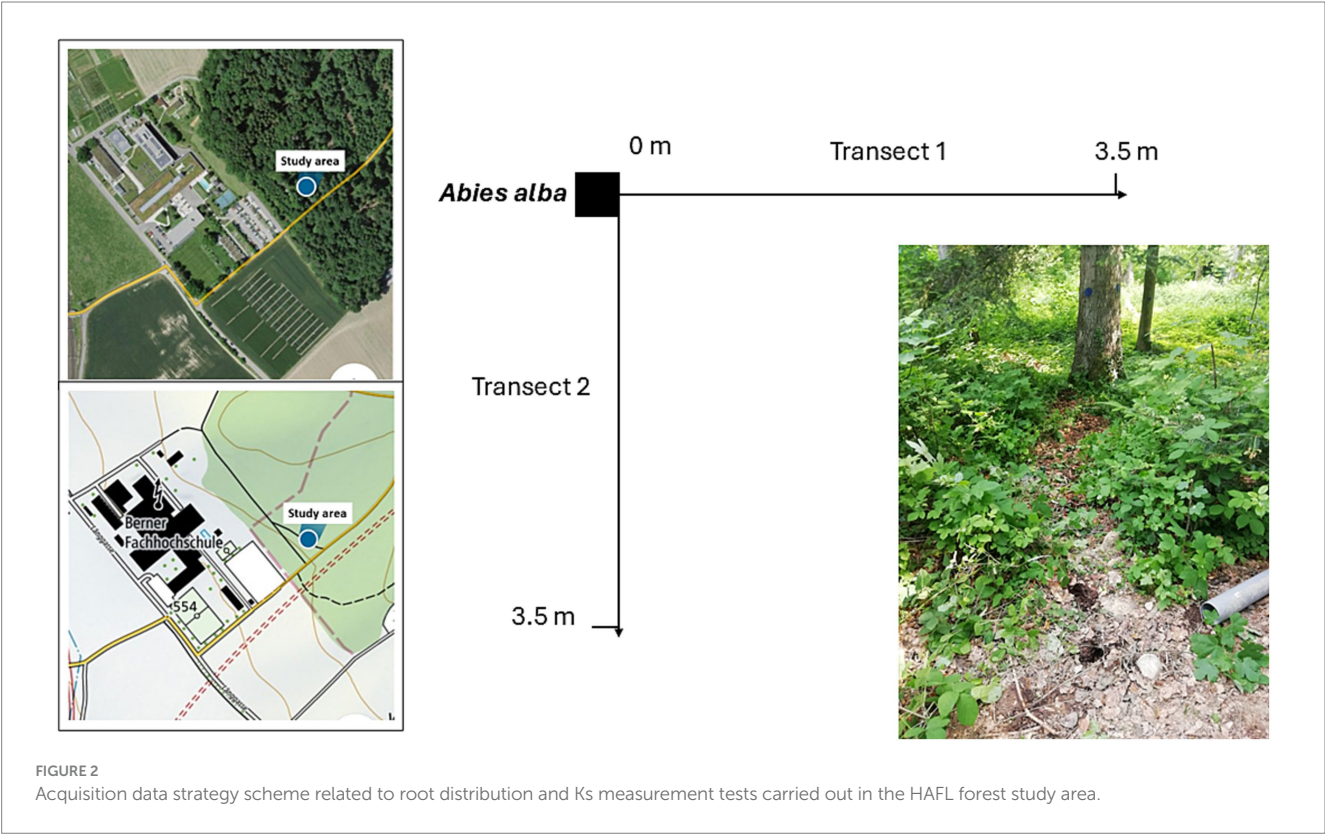 Study area
Berner
Fachhochschule
554
Länggasse
Länggasse
Study area
0 m
Transect 1
3.5 m
Abies alba
Transect 2
3.5 m
FIGURE 2
Acquisition data strategy scheme related to root distribution and Ks measurement tests carried out in the HAFL forest study area.